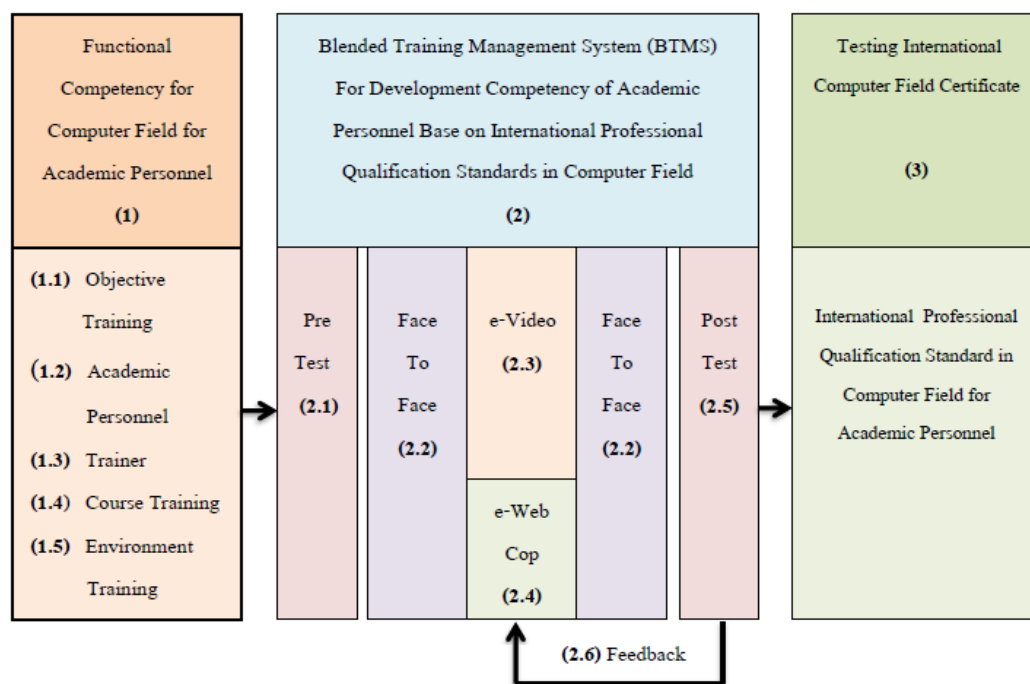 Functional
Competency for
Computer Field for
Academic Personnel
(1)
(1.1) Objective
Training
(1.2) Academic
Personnel
(1.3) Trainer
(1.4) Course Training
(1.5) Environment
Training
Blended Training Management System (BTMS)
For Development Competency of Academic
Personnel Base on International Professional
Qualification Standards in Computer Field
(2)
Pre
Test
(2.1)
Face
To
Face
(2.2)
e-Video
(2.3)
e-Web
Cop
(2.4)
Face
To
Face
(2.2)
Post
Test
(2.5)
(2.6) Feedback
Testing International
Computer Field Certificate
(3)
International Professional
Qualification Standard in
Computer Field for
Academic Personnel